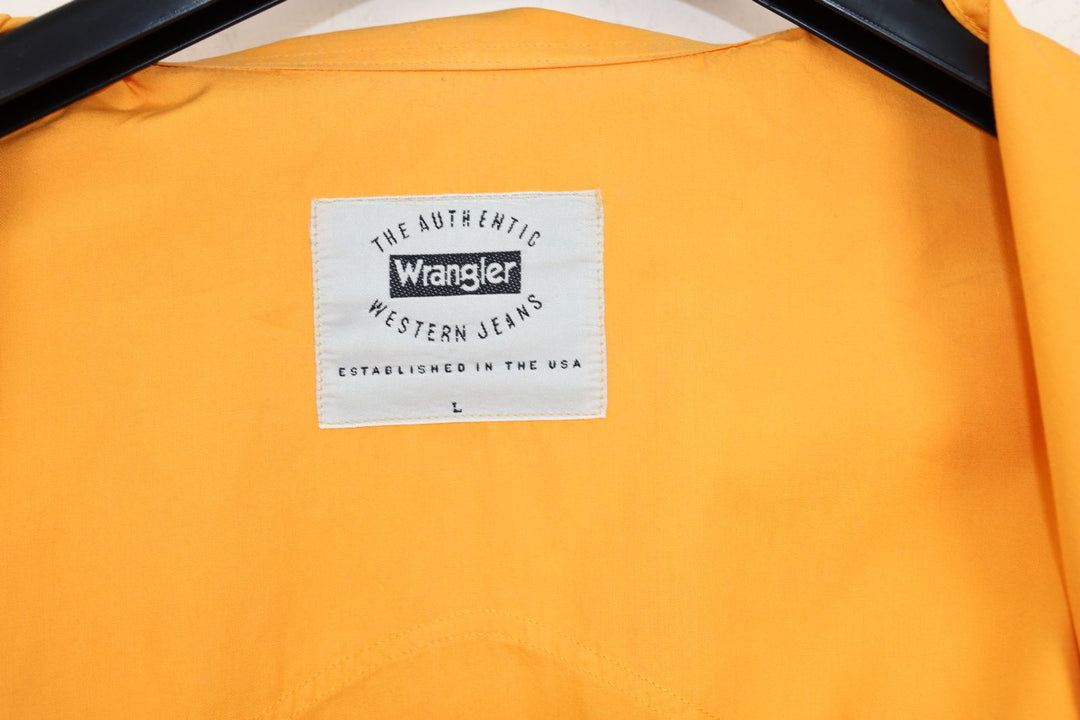 THE AUTHENTIC
Wrangler
WESTERN JEANS
ESTABLISHED IN THE USA
L